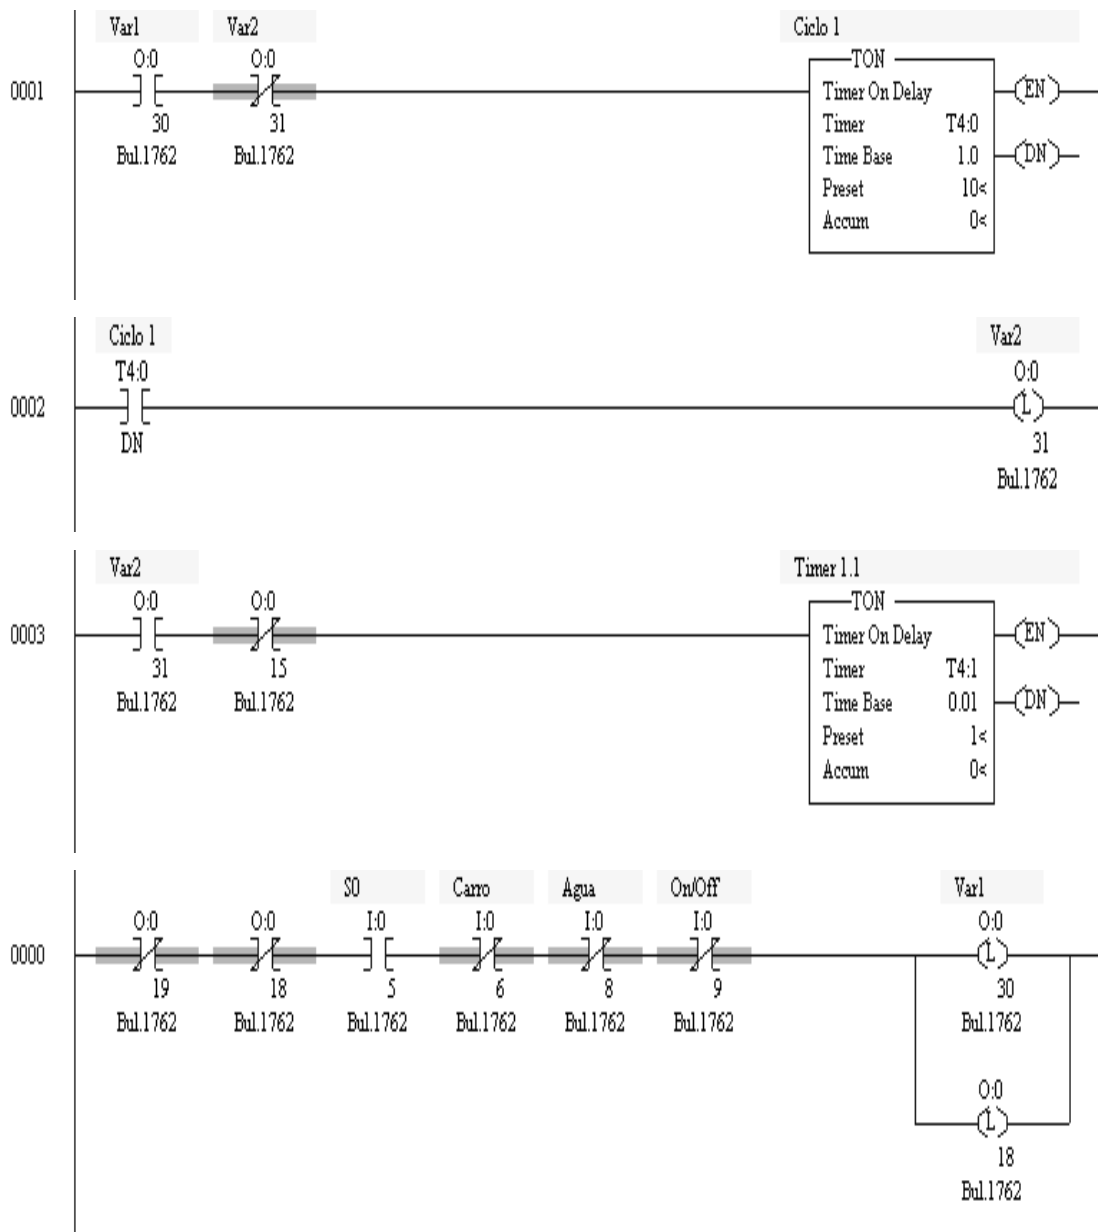 Var1 Var2 Ciclo 1
O:0 O:0 TON
0001 Timer On Delay EN
30 31 Timer T4:0
Bul.1762 Bul.1762 Time Base 1.0 DN
Preset 10<
Accum 0<
Ciclo 1 Var2
T4:0 O:0
0002 L
DN 31
Bul.1762
Var2 Timer 1.1
O:0 O:0 TON
0003 Timer On Delay EN
31 15 Timer T4:1
Bul.1762 Bul.1762 Time Base 0.01 DN
Preset 1<
Accum 0<
S0 Carro Agua On/Off Var1
O:0 O:0 I:0 I:0 I:0 I:0 O:0
0000 L
19 18 5 6 8 9 30
Bul.1762 Bul.1762 Bul.1762 Bul.1762 Bul.1762 Bul.1762 Bul.1762
O:0
L
18
Bul.1762